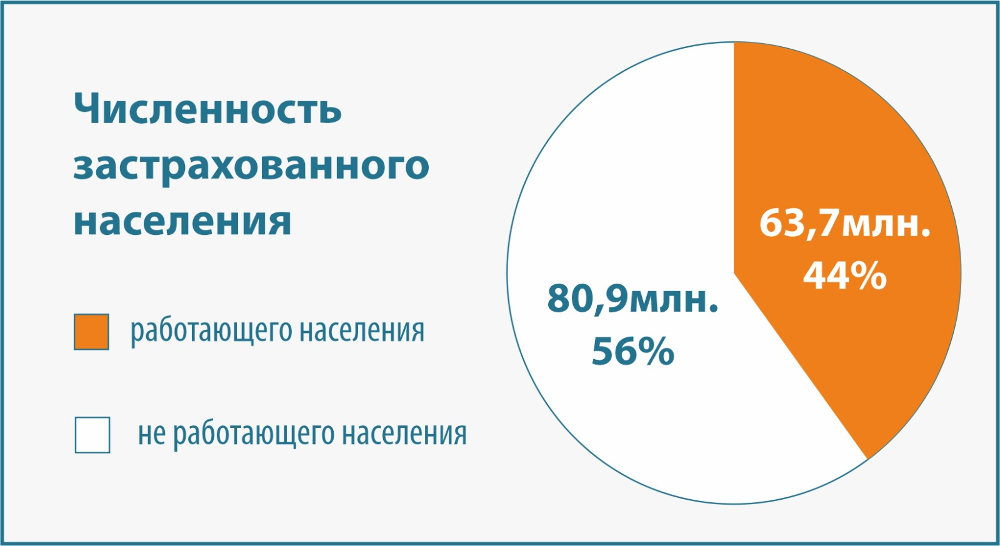 Численность
застрахованного
населения
работающего населения
не работающего населения
63,7млн.
44%
80,9млн.
56%